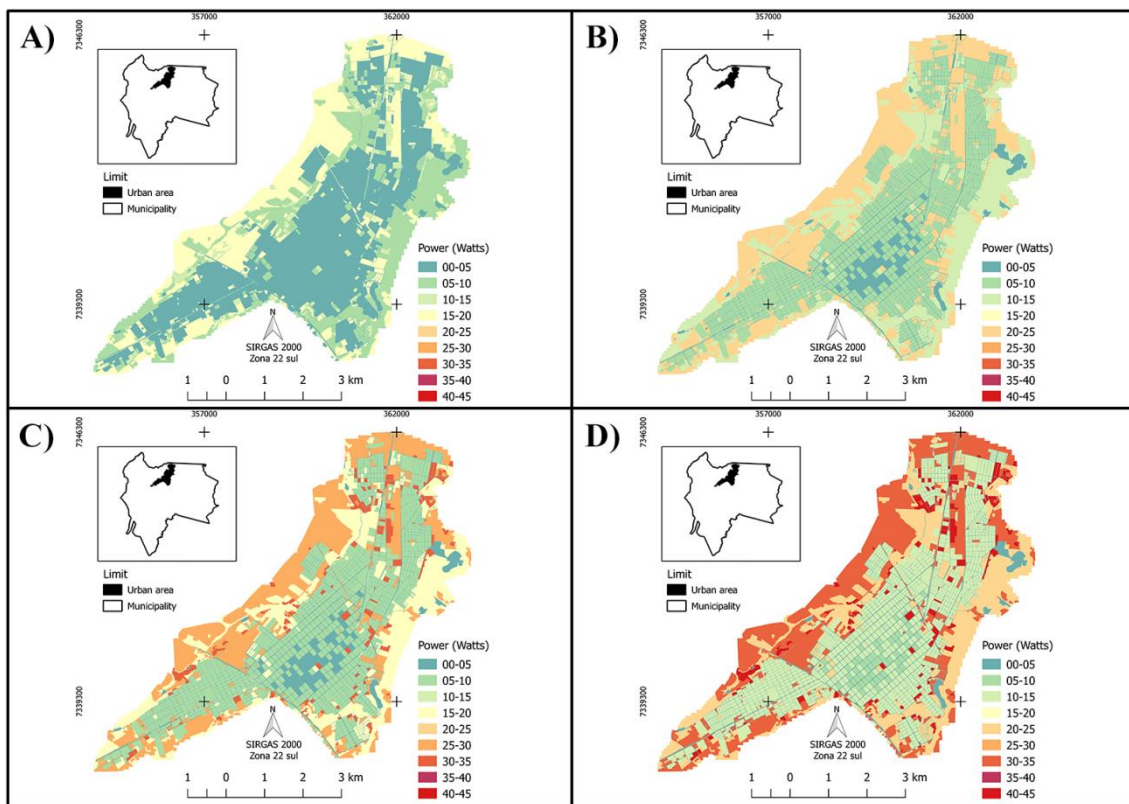 A)
357000
362000
7346300
Limit
Urban area
Municipality
Power (Watts)
00-05
05-10
10-15
15-20
20-25
25-30
30-35
35-40
40-45
7339300
N
SIRGAS 2000
Zona 22 sul
1 0 1 2 3 km
B)
357000
362000
7346300
Limit
Urban area
Municipality
Power (Watts)
00-05
05-10
10-15
15-20
20-25
25-30
30-35
35-40
40-45
7339300
N
SIRGAS 2000
Zona 22 sul
1 0 1 2 3 km
C)
357000
362000
7346300
Limit
Urban area
Municipality
Power (Watts)
00-05
05-10
10-15
15-20
20-25
25-30
30-35
35-40
40-45
7339300
N
SIRGAS 2000
Zona 22 sul
1 0 1 2 3 km
D)
357000
362000
7346300
Limit
Urban area
Municipality
Power (Watts)
00-05
05-10
10-15
15-20
20-25
25-30
30-35
35-40
40-45
7339300
N
SIRGAS 2000
Zona 22 sul
1 0 1 2 3 km